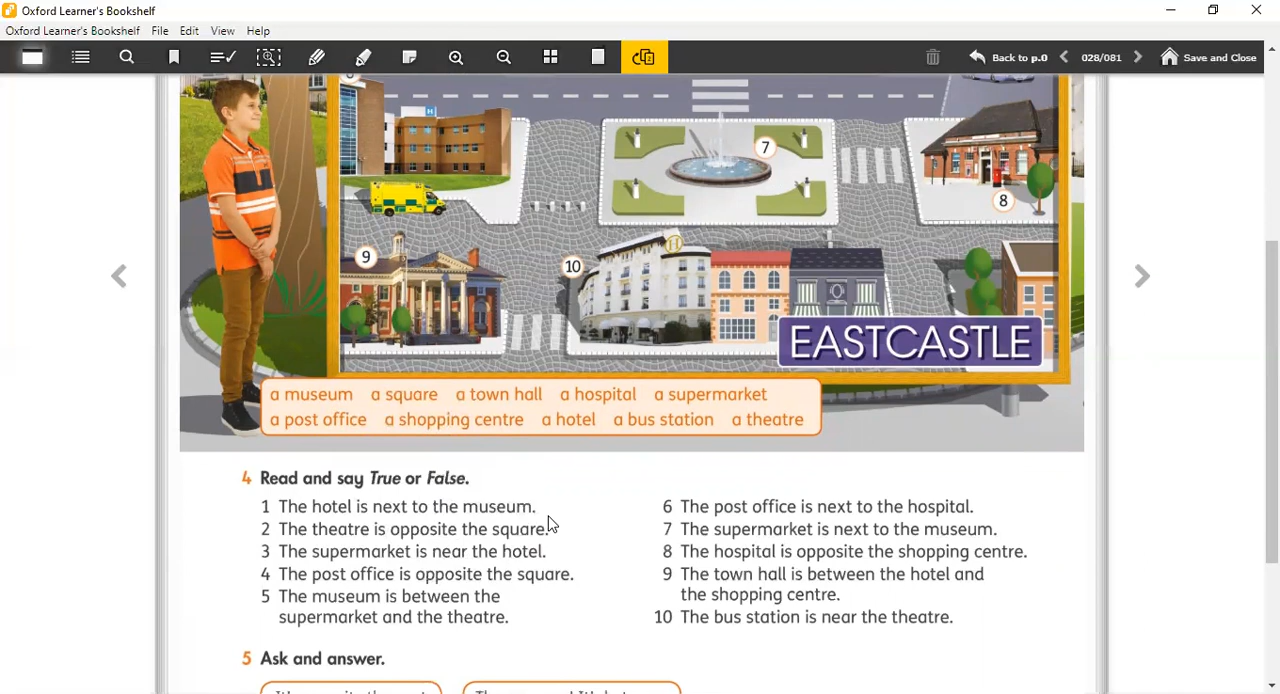 Oxford Learner's Bookshelf
Oxford Learner's Bookshelf File Edit View Help
Back to p.0 028/081 Save and Close
H
7
8
9
10
H
EASTCASTLE
a museum a square a town hall a hospital a supermarket
a post office a shopping centre a hotel a bus station a theatre
4 Read and say True or False.
1 The hotel is next to the museum.
2 The theatre is opposite the square.
3 The supermarket is near the hotel.
4 The post office is opposite the square.
5 The museum is between the
supermarket and the theatre.
6 The post office is next to the hospital.
7 The supermarket is next to the museum.
8 The hospital is opposite the shopping centre.
9 The town hall is between the hotel and
the shopping centre.
10 The bus station is near the theatre.
5 Ask and answer.